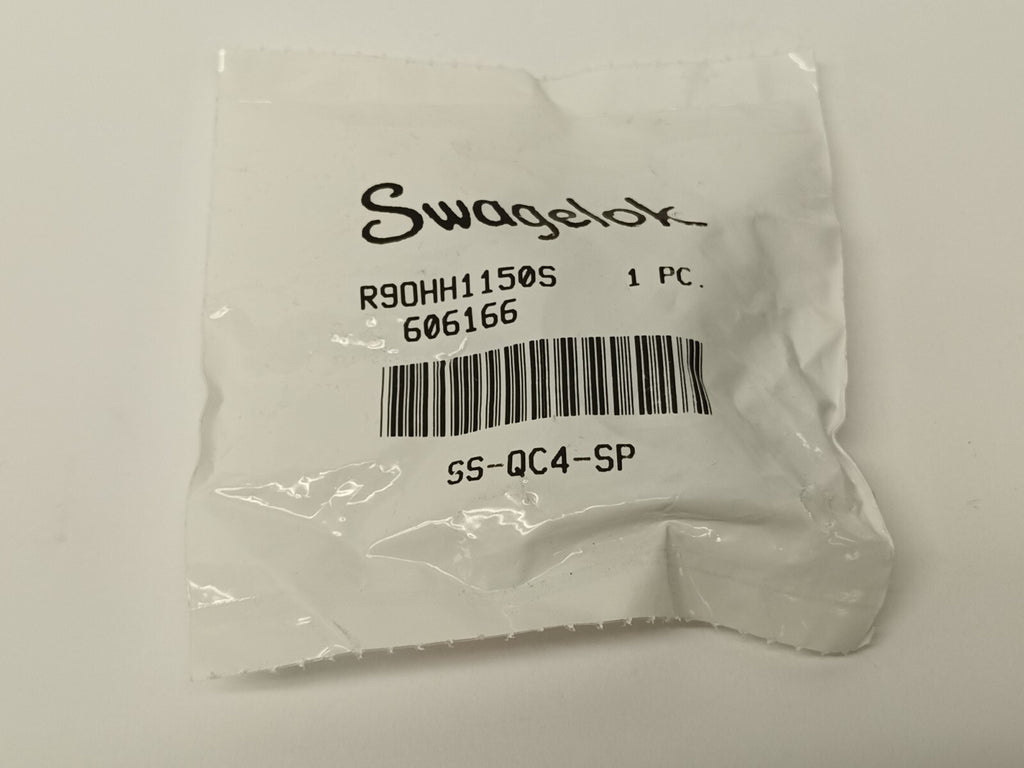 Swagelok
R90HH1150S 1 PC.
606166
SS-QC4-SP